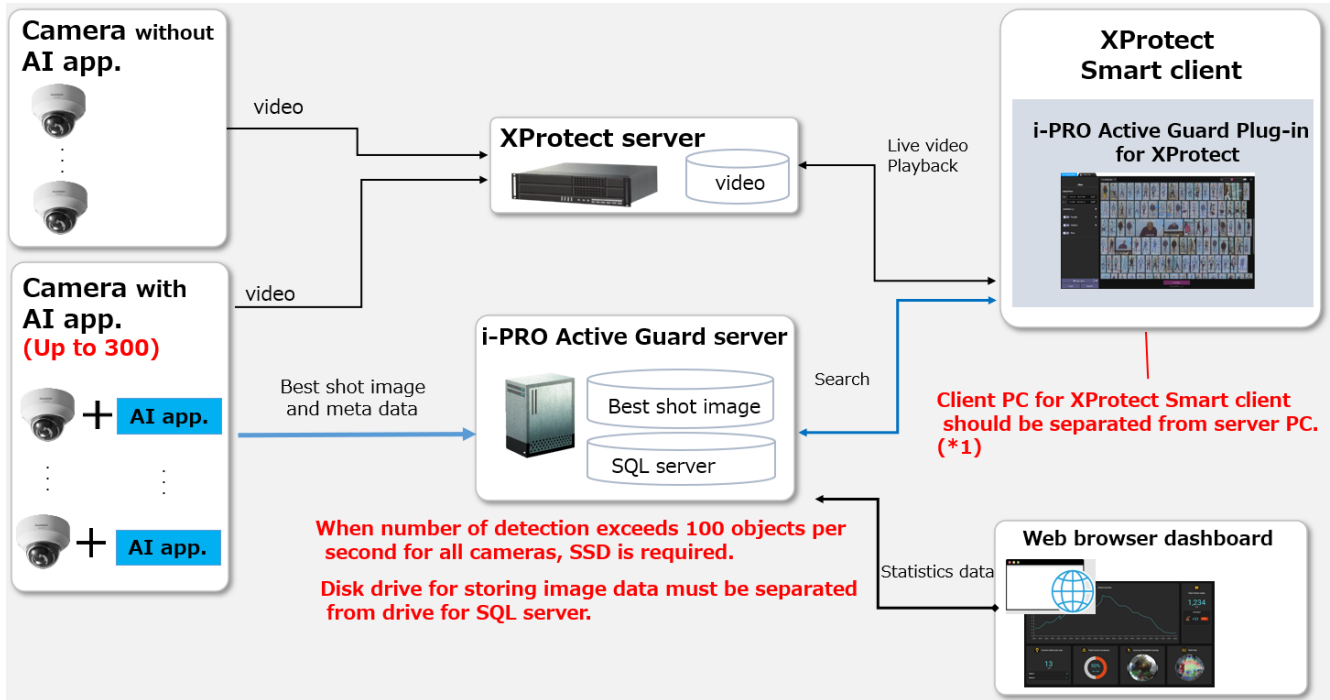 Camera without
AI app.
video
Camera with
AI app.
(Up to 300)
video
AI app.
AI app.
Best shot image
and meta data
XProtect server
video
i-PRO Active Guard server
Best shot image
SQL server
When number of detection exceeds 100 objects per
second for all cameras, SSD is required.
Disk drive for storing image data must be separated
from drive for SQL server.
Live video
Playback
Search
XProtect
Smart client
i-PRO Active Guard Plug-in
for XProtect
Client PC for XProtect Smart client
should be separated from server PC.
(*1)
Statistics data
Web browser dashboard
1,234
13